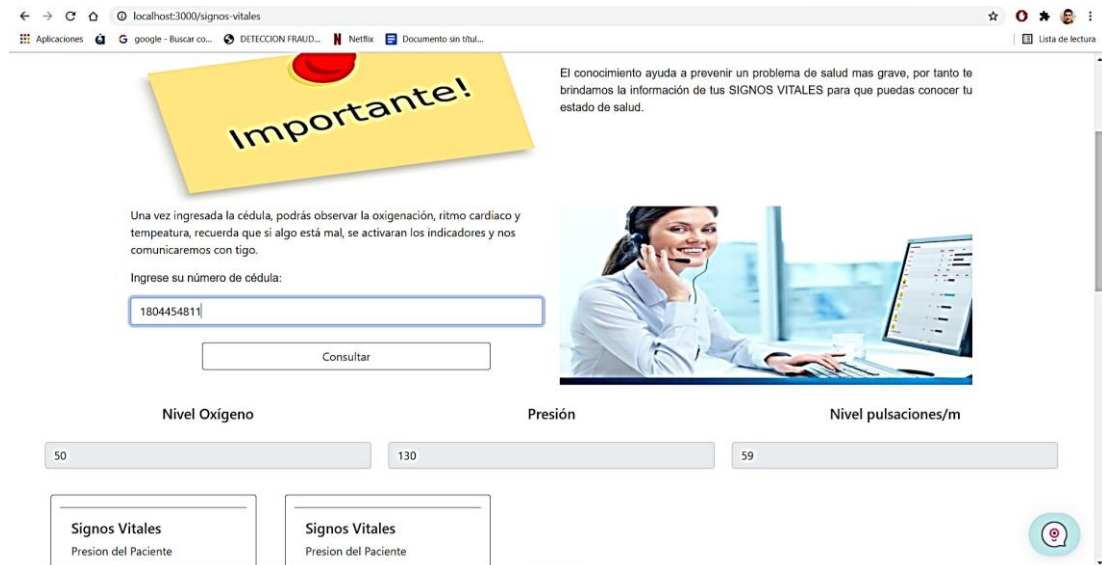 localhost:3000/signos-vitales
Aplicaciones
google - Buscar co...
DETECCION FRAUD...
Netflix
Documento sin títul...
Lista de lectura
Importante!
El conocimiento ayuda a prevenir un problema de salud mas grave, por tanto te
brindamos la información de tus SIGNOS VITALES para que puedas conocer tu
estado de salud.
Una vez ingresada la cédula, podrás observar la oxigenación, ritmo cardiaco y
tempeatura, recuerda que si algo está mal, se activaran los indicadores y nos
comunicaremos con tigo.
Ingrese su número de cédula:
1804454811
Consultar
Nivel Oxígeno
Presión
Nivel pulsaciones/m
50
130
59
Signos Vitales
Presion del Paciente
Signos Vitales
Presion del Paciente